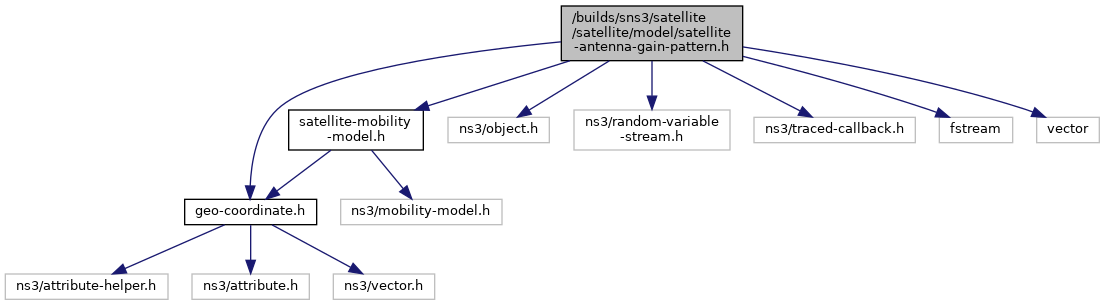 /builds/sns3/satellite
/satellite/model/satellite
-antenna-gain-pattern.h
satellite-mobility
-model.h
ns3/object.h
ns3/random-variable
-stream.h
ns3/traced-callback.h
fstream
vector
geo-coordinate.h
ns3/mobility-model.h
ns3/attribute-helper.h
ns3/attribute.h
ns3/vector.h